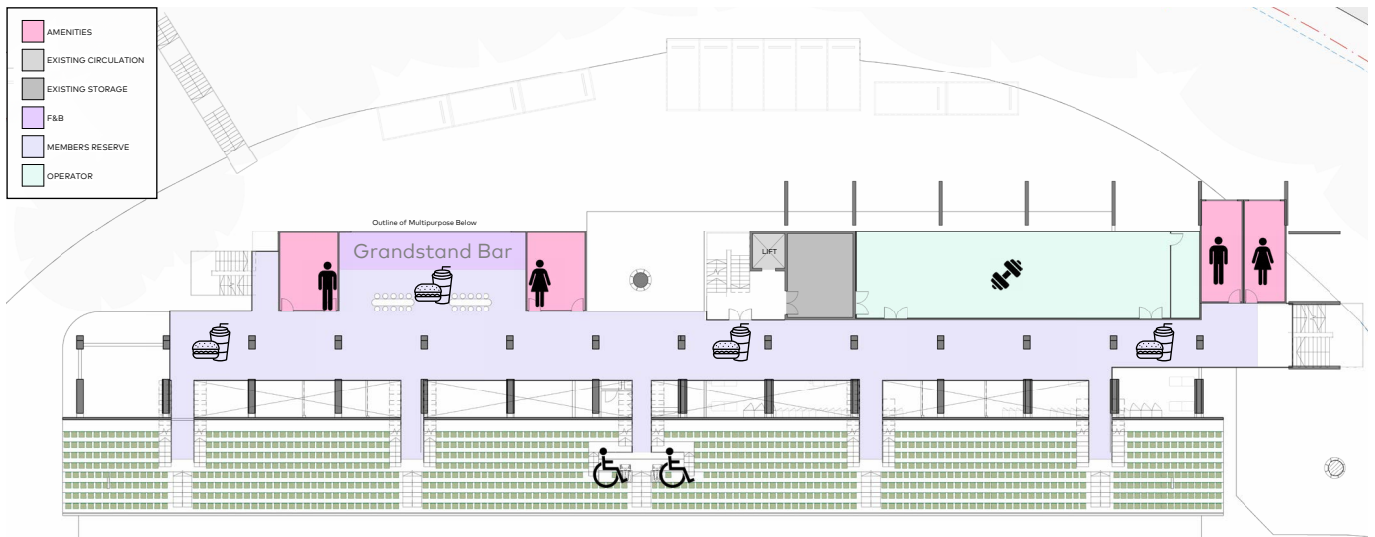 AMENITIES
EXISTING CIRCULATION
EXISTING STORAGE
F&B
MEMBERS RESERVE
OPERATOR
Outline of Multipurpose Below
Grandstand Bar
LIFT